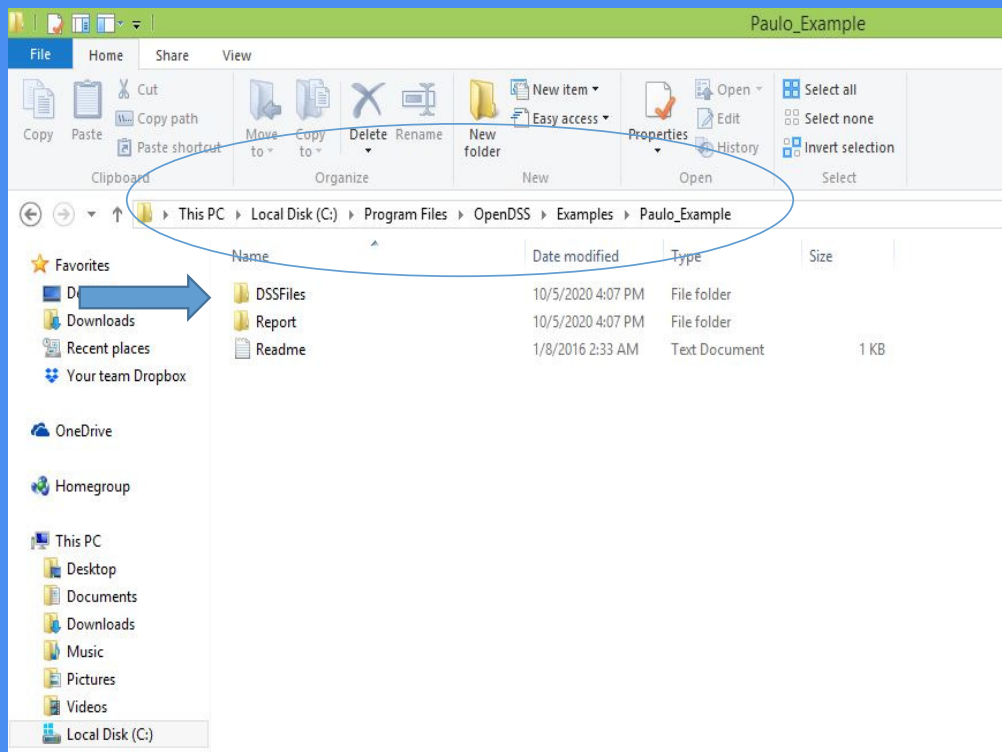 Paulo_Example
File Home Share View
Cut
Copy path
Paste shortcut
Copy Paste
Clipboard
Move to
Copy to
Delete Rename
Organize
New folder
New item
Easy access
New
Properties
Open
Edit
History
Open
Select all
Select none
Invert selection
Select
This PC Local Disk (C:) Program Files OpenDSS Examples Paulo_Example
Name Date modified Type Size
DSSFiles 10/5/2020 4:07 PM File folder
Report 10/5/2020 4:07 PM File folder
Readme 1/8/2016 2:33 AM Text Document 1 KB
Favorites
Downloads
Recent places
Your team Dropbox
OneDrive
Homegroup
This PC
Desktop
Documents
Downloads
Music
Pictures
Videos
Local Disk (C:)